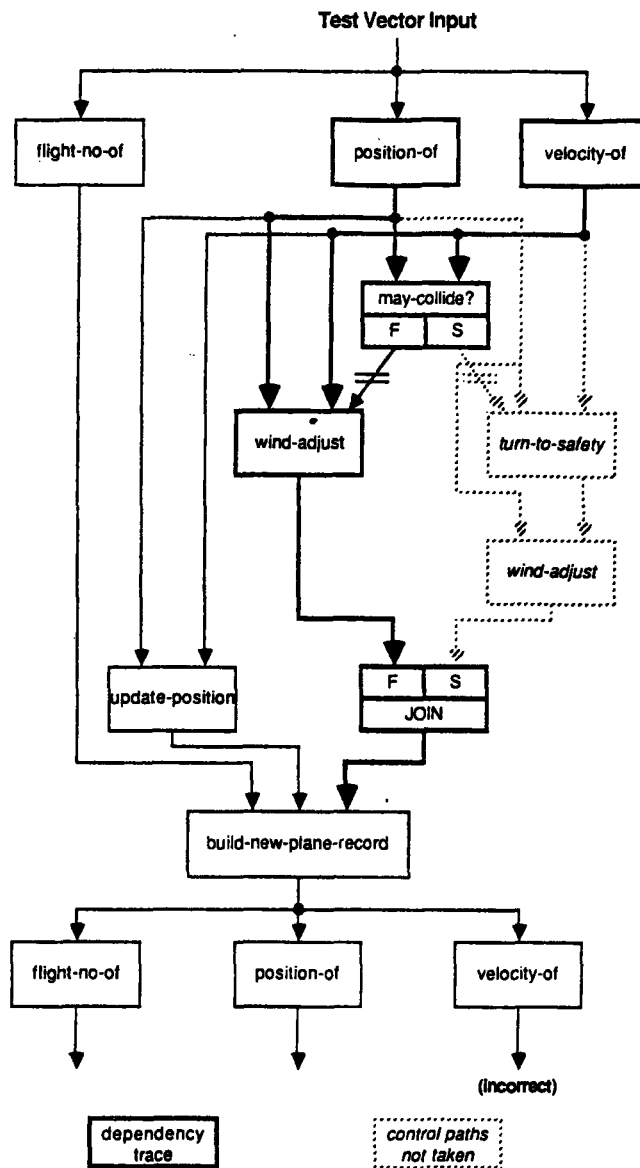 Test Vector Input
flight-no-of
position-of
velocity-of
may-collide?
F
S
wind-adjust
turn-to-safety
wind-adjust
update-position
F
S
JOIN
build-new-plane-record
flight-no-of
position-of
velocity-of
(Incorrect)
dependency
trace
control paths
not taken